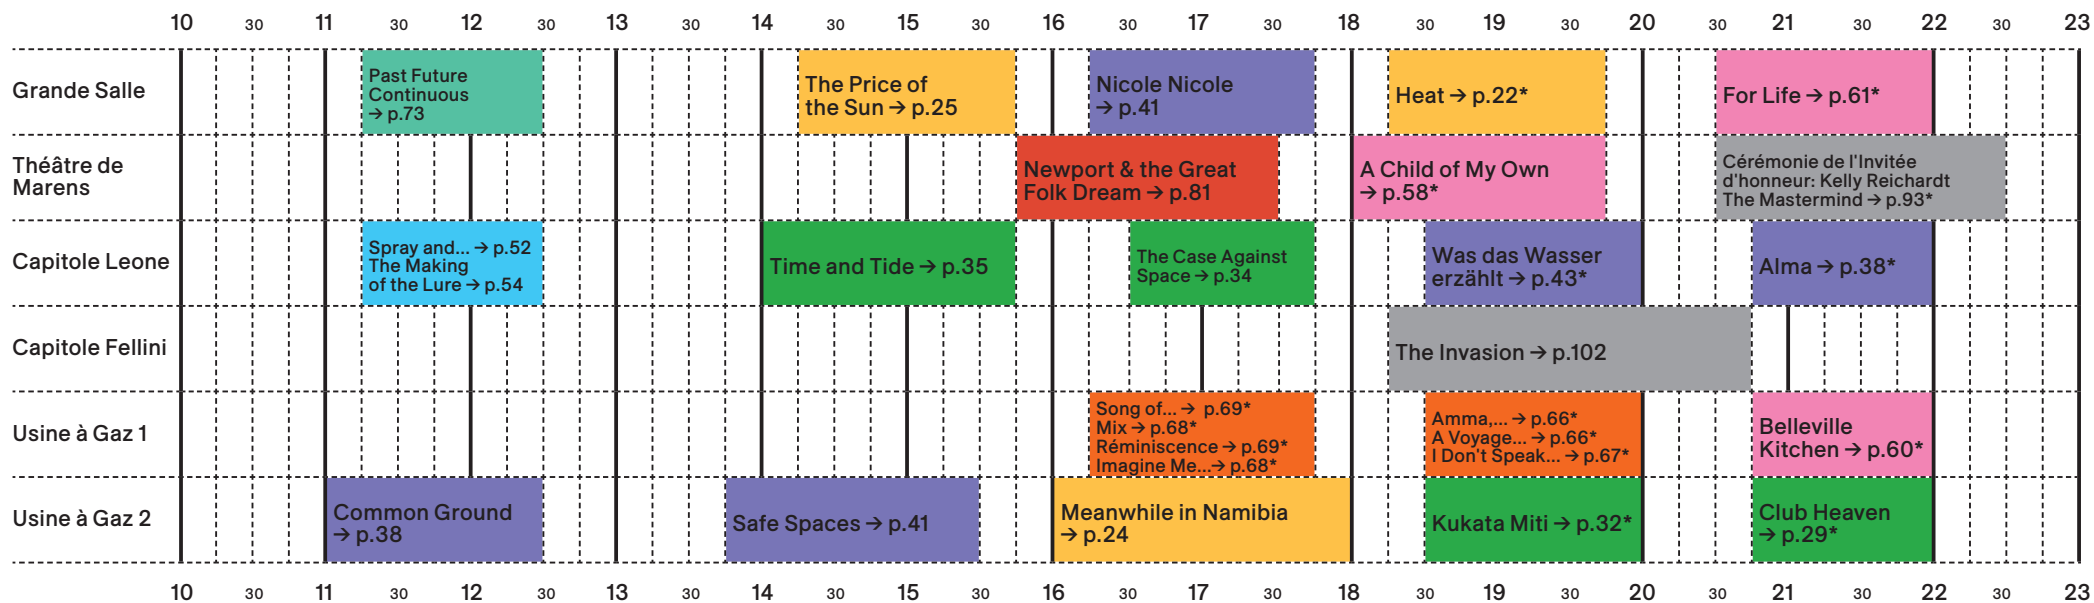 10 30 11 30 12 30 13 30 14 30 15 30 16 30 17 30 18 30 19 30 20 30 21 30 22 30 23
Grande Salle
Past Future
Continuous
→ p.73
The Price of
the Sun → p.25
Nicole Nicole
→ p.41
Heat → p.22*
For Life → p.61*
Théâtre de
Marens
Newport & the Great
Folk Dream → p.81
A Child of My Own
→ p.58*
Cérémonie de l'Invitée
d'honneur: Kelly Reichardt
The Mastermind → p.93*
Capitole Leone
Spray and... → p.52
The Making
of the Lure → p.54
Time and Tide → p.35
The Case Against
Space → p.34
Was das Wasser
erzählt → p.43*
Alma → p.38*
Capitole Fellini
The Invasion → p.102
Usine à Gaz 1
Song of... → p.69*
Mix → p.68*
Réminiscence → p.69*
Imagine Me...→ p.68*
Amma,... → p.66*
A Voyage... → p.66*
I Don't Speak... → p.67*
Belleville
Kitchen → p.60*
Usine à Gaz 2
Common Ground
→ p.38
Safe Spaces → p.41
Meanwhile in Namibia
→ p.24
Kukata Miti → p.32*
Club Heaven
→ p.29*
10 30 11 30 12 30 13 30 14 30 15 30 16 30 17 30 18 30 19 30 20 30 21 30 22 30 23